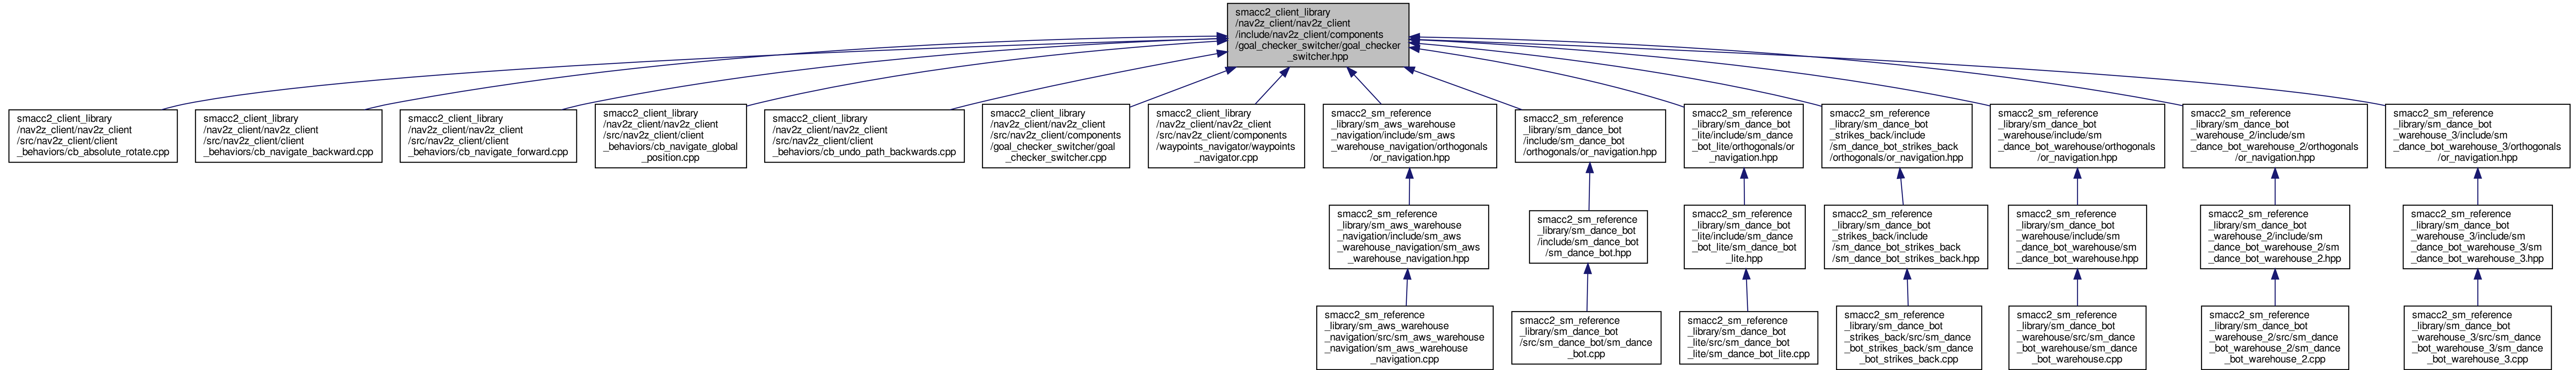 smacc2_client_library
/nav2z_client/nav2z_client
/include/nav2z_client/components
/goal_checker_switcher/goal_checker
_switcher.hpp
smacc2_client_library
/nav2z_client/nav2z_client
/src/nav2z_client/client
_behaviors/cb_absolute_rotate.cpp
smacc2_client_library
/nav2z_client/nav2z_client
/src/nav2z_client/client
_behaviors/cb_navigate_backward.cpp
smacc2_client_library
/nav2z_client/nav2z_client
/src/nav2z_client/client
_behaviors/cb_navigate_forward.cpp
smacc2_client_library
/nav2z_client/nav2z_client
/src/nav2z_client/client
_behaviors/cb_navigate_global
_position.cpp
smacc2_client_library
/nav2z_client/nav2z_client
/src/nav2z_client/client
_behaviors/cb_undo_path_backwards.cpp
smacc2_client_library
/nav2z_client/nav2z_client
/src/nav2z_client/components
/goal_checker_switcher/goal
_checker_switcher.cpp
smacc2_client_library
/nav2z_client/nav2z_client
/src/nav2z_client/components
/waypoints_navigator/waypoints
_navigator.cpp
smacc2_sm_reference
_library/sm_aws_warehouse
_navigation/include/sm_aws
_warehouse_navigation/orthogonals
/or_navigation.hpp
smacc2_sm_reference
_library/sm_dance_bot
/include/sm_dance_bot
/orthogonals/or_navigation.hpp
smacc2_sm_reference
_library/sm_dance_bot
_lite/include/sm_dance
_bot_lite/orthogonals/or
_navigation.hpp
smacc2_sm_reference
_library/sm_dance_bot
_strikes_back/include
/sm_dance_bot_strikes_back
/orthogonals/or_navigation.hpp
smacc2_sm_reference
_library/sm_dance_bot
_warehouse/include/sm
_dance_bot_warehouse/orthogonals
/or_navigation.hpp
smacc2_sm_reference
_library/sm_dance_bot
_warehouse_2/include/sm
_dance_bot_warehouse_2/orthogonals
/or_navigation.hpp
smacc2_sm_reference
_library/sm_dance_bot
_warehouse_3/include/sm
_dance_bot_warehouse_3/orthogonals
/or_navigation.hpp
smacc2_sm_reference
_library/sm_aws_warehouse
_navigation/include/sm_aws
_warehouse_navigation/sm_aws
_warehouse_navigation.hpp
smacc2_sm_reference
_library/sm_dance_bot
/include/sm_dance_bot
/sm_dance_bot.hpp
smacc2_sm_reference
_library/sm_dance_bot
_lite/include/sm_dance
_bot_lite/sm_dance_bot
_lite.hpp
smacc2_sm_reference
_library/sm_dance_bot
_strikes_back/include
/sm_dance_bot_strikes_back
/sm_dance_bot_strikes_back.hpp
smacc2_sm_reference
_library/sm_dance_bot
_warehouse/include/sm
_dance_bot_warehouse/sm
_dance_bot_warehouse.hpp
smacc2_sm_reference
_library/sm_dance_bot
_warehouse_2/include/sm
_dance_bot_warehouse_2/sm
_dance_bot_warehouse_2.hpp
smacc2_sm_reference
_library/sm_dance_bot
_warehouse_3/include/sm
_dance_bot_warehouse_3/sm
_dance_bot_warehouse_3.hpp
smacc2_sm_reference
_library/sm_aws_warehouse
_navigation/src/sm_aws_warehouse
_navigation/sm_aws_warehouse
_navigation.cpp
smacc2_sm_reference
_library/sm_dance_bot
/src/sm_dance_bot/sm_dance
_bot.cpp
smacc2_sm_reference
_library/sm_dance_bot
_lite/src/sm_dance_bot
_lite/sm_dance_bot_lite.cpp
smacc2_sm_reference
_library/sm_dance_bot
_strikes_back/src/sm_dance
_bot_strikes_back/sm_dance
_bot_strikes_back.cpp
smacc2_sm_reference
_library/sm_dance_bot
_warehouse/src/sm_dance
_bot_warehouse/sm_dance
_bot_warehouse.cpp
smacc2_sm_reference
_library/sm_dance_bot
_warehouse_2/src/sm_dance
_bot_warehouse_2/sm_dance
_bot_warehouse_2.cpp
smacc2_sm_reference
_library/sm_dance_bot
_warehouse_3/src/sm_dance
_bot_warehouse_3/sm_dance
_bot_warehouse_3.cpp